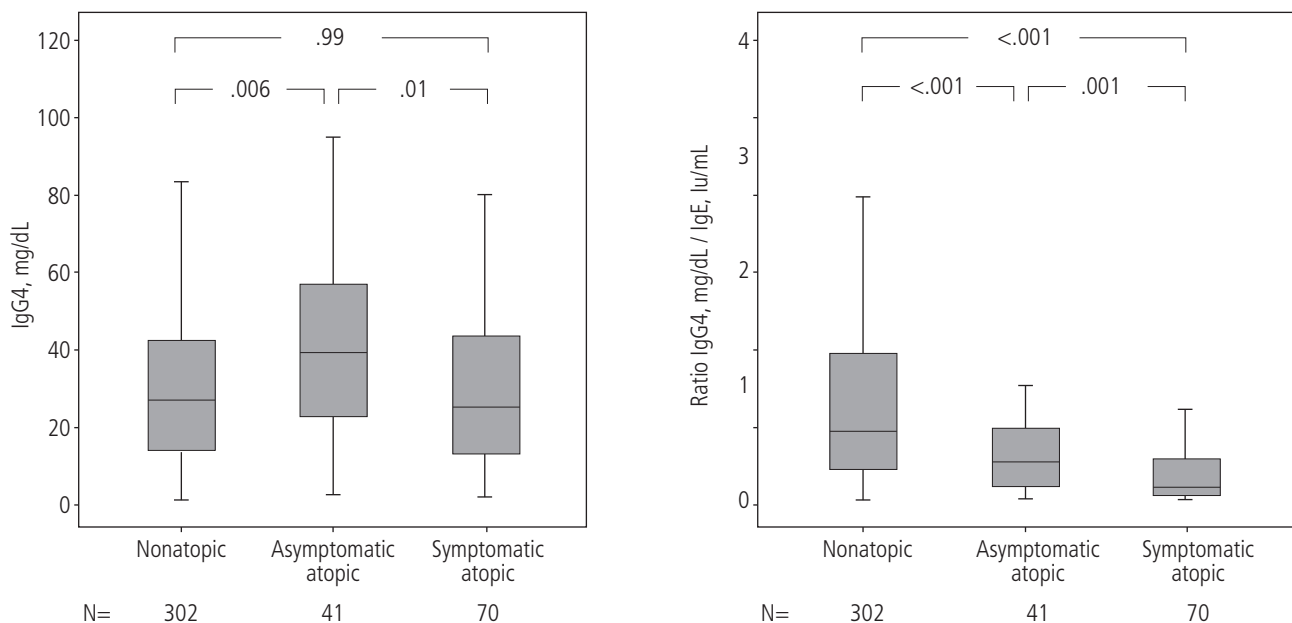 120
100
80
60
40
20
0
IgG4, mg/dL
.99
.006
.01
Nonatopic
Asymptomatic
atopic
Symptomatic
atopic
N= 302 41 70
4
3
2
1
0
Ratio IgG4, mg/dL / IgE, Iu/mL
<.001
<.001
.001
Nonatopic
Asymptomatic
atopic
Symptomatic
atopic
N= 302 41 70